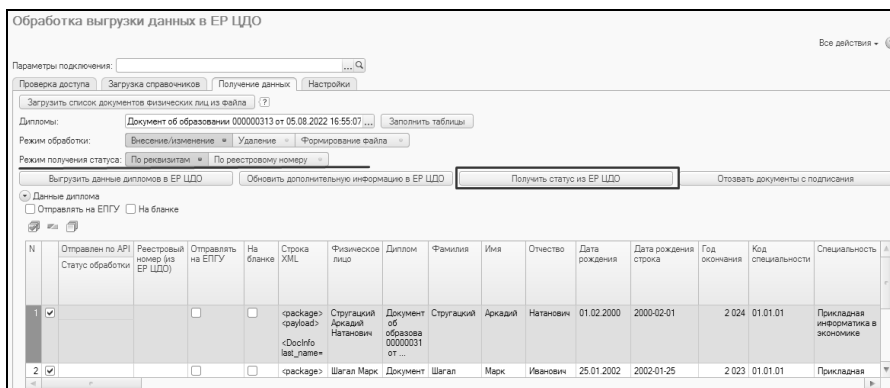 Обработка выгрузки данных в ЕР ЦДО
Все действия
Параметры подключения:
Проверка доступа Загрузка справочников Получение данных Настройки
Загрузить список документов физических лиц из файла ?
Дипломы: Документ об образовании 000000313 от 05.08.2022 16:55:07 ... Заполнить таблицы
Режим обработки: Внесение/изменение Удаление Формирование файла
Режим получения статуса: По реквизитам По реестровому номеру
Выгрузить данные дипломов в ЕР ЦДО Обновить дополнительную информацию в ЕР ЦДО Получить статус из ЕР ЦДО Отозвать документы с подписания
Данные диплома
Отправлять на ЕПГУ На бланке
N Отправлен по API Реестровый Отправлять На Строка Физическое Диплом Фамилия Имя Отчество Дата Дата рождения Год Код Специальность
Статус обработки номер (из на ЕПГУ бланке XML лицо рождения строка окончания специальности
ЕР ЦДО)
1 <package> Стругацкий Документ Стругацкий Аркадий Натанович 01.02.2000 2000-02-01 2 024 01.01.01 Прикладная
<payload> Аркадий об информатика в
Натанович образова экономике
<DocInfo 00000031
last_name= от ...
2 <package> Шагал Марк Документ Шагал Марк Иванович 25.01.2002 2002-01-25 2 023 01.01.01 Прикладная